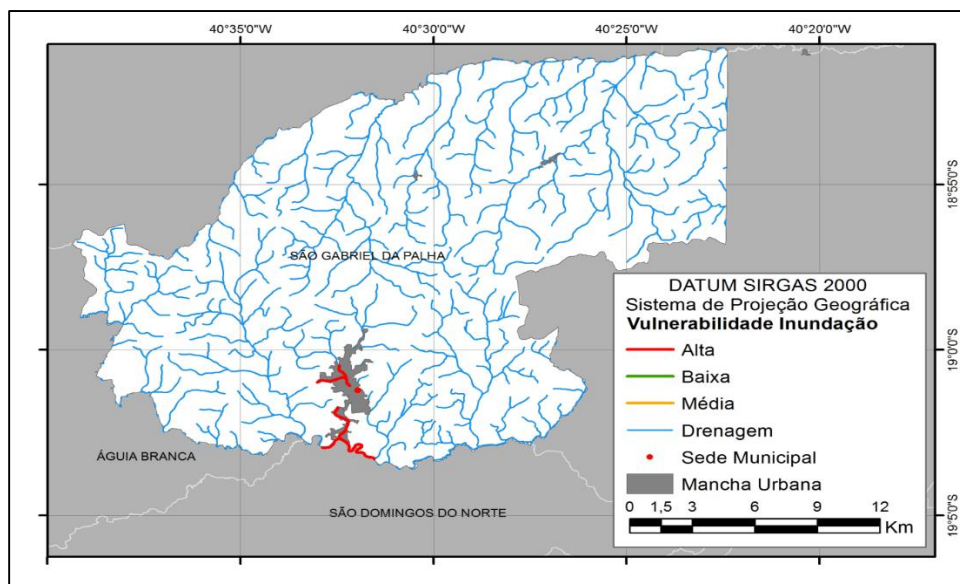 40°35'0"W 40°30'0"W 40°25'0"W 40°20'0"W
18°55'0"S
SÃO GABRIEL DA PALHA
DATUM SIRGAS 2000
Sistema de Projeção Geográfica
Vulnerabilidade Inundação
19°0'0"S
Alta
Baixa
Média
Drenagem
Sede Municipal
Mancha Urbana
ÁGUIA BRANCA
SÃO DOMINGOS DO NORTE
0 1,5 3 6 9 12
Km
19°5'0"S